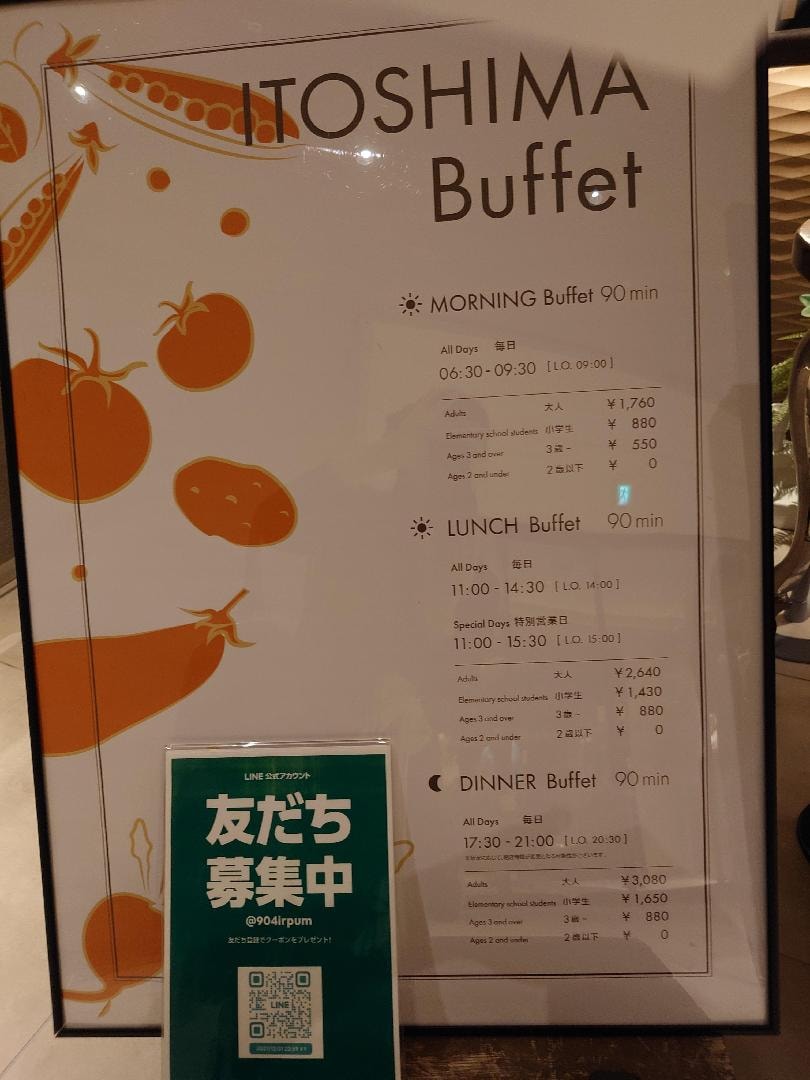 ITOSHIMA
Buffet
MORNING Buffet 90 min
All Days 毎日
06:30 - 09:30 [ L.O. 09:00 ]
Adults 大人 ¥1,760
Elementary school students 小学生 ¥ 880
Ages 3 and over 3歳~ ¥ 550
Ages 2 and under 2歳以下 ¥ 0
LUNCH Buffet 90 min
All Days 毎日
11:00 - 14:30 [ L.O. 14:00 ]
Special Days 特別営業日
11:00 - 15:30 [ L.O. 15:00 ]
Adults 大人 ¥2,640
Elementary school students 小学生 ¥1,430
Ages 3 and over 3歳~ ¥ 880
Ages 2 and under 2歳以下 ¥ 0
DINNER Buffet 90 min
All Days 毎日
17:30 - 21:00 [ L.O. 20:30 ]
Adults 大人 ¥3,080
Elementary school students 小学生 ¥1,650
Ages 3 and over 3歳~ ¥ 880
Ages 2 and under 2歳以下 ¥ 0
LINE 公式アカウント
友だち
募集中
@904irpum
友だち登録でクーポンをプレゼント!
LINE